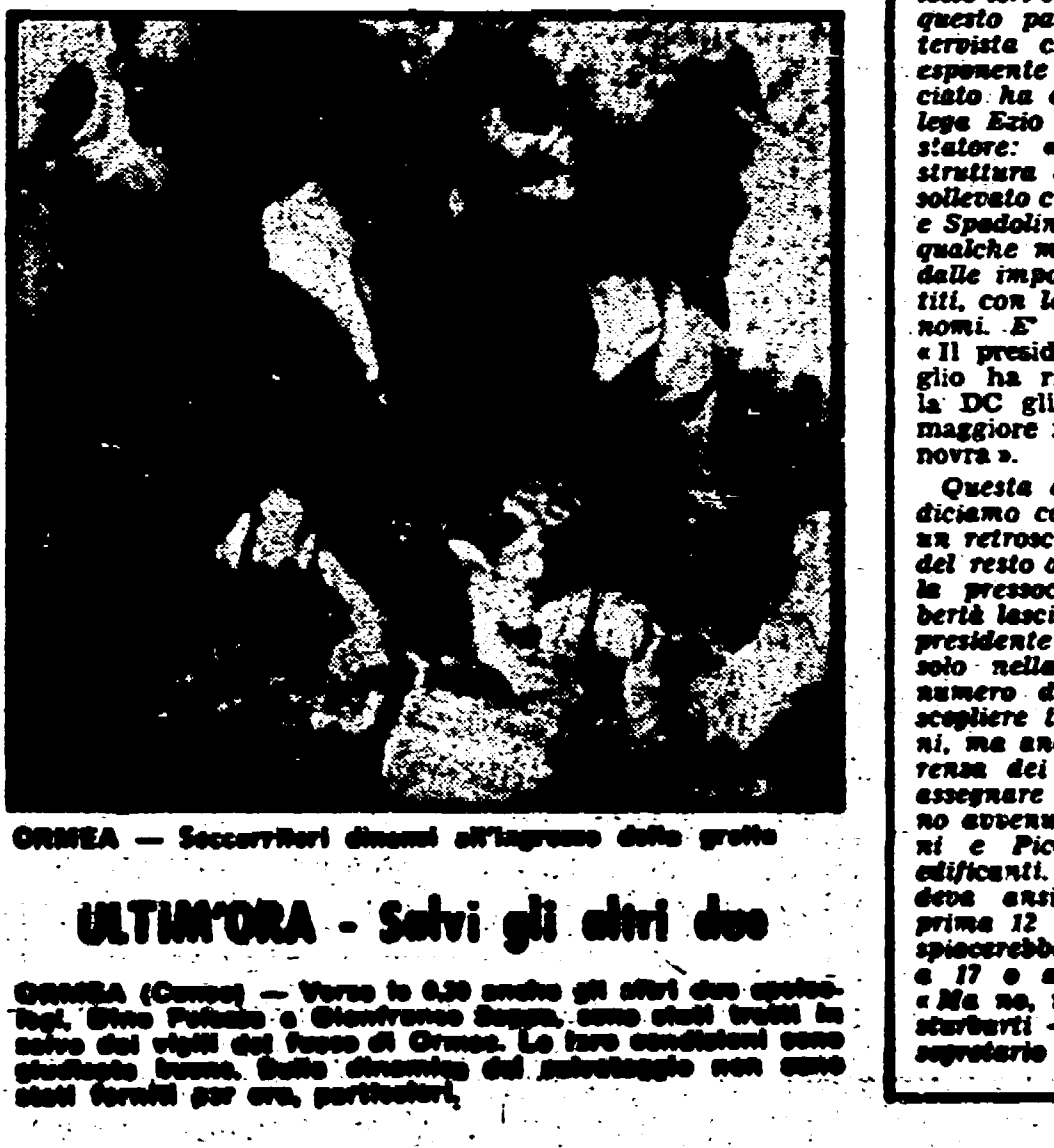 ORMEA — Soccorritori dinanzi all'ingresso della grotta
ULTIM'ORA - Salvi gli altri due
ORMEA (Cuneo) — Verso le 0,30 anche gli altri due speleo-
logi, Dino e Gianfranco sono stati tratti in
salvo dai vigili del fuoco di Ormea. Le loro condizioni sono
giudicate buone. Sulla dinamica del salvataggio non sono
stati forniti per ora, particolari.
questo pa
tervista c
esponente
ciato ha
lega Ezio
statore: «
struttura
sollevato c
e Spadolin
qualche m
dalle impo
titi, con l
nomi. E'
« Il presid
glio ha r
la DC gli
maggiore
novra ».
Questa
diciamo co
un retrosc
del resto
la pressoc
bertà lasci
presidente
solo nella
numero d
scegliere t
ni, ma an
renza dei
assegnare
no avvenu
ni e Pic
edificanti.
deva ansi
prima 12
spiacerebb
a 17 o a
« Ma no,
sturbarti
segretario